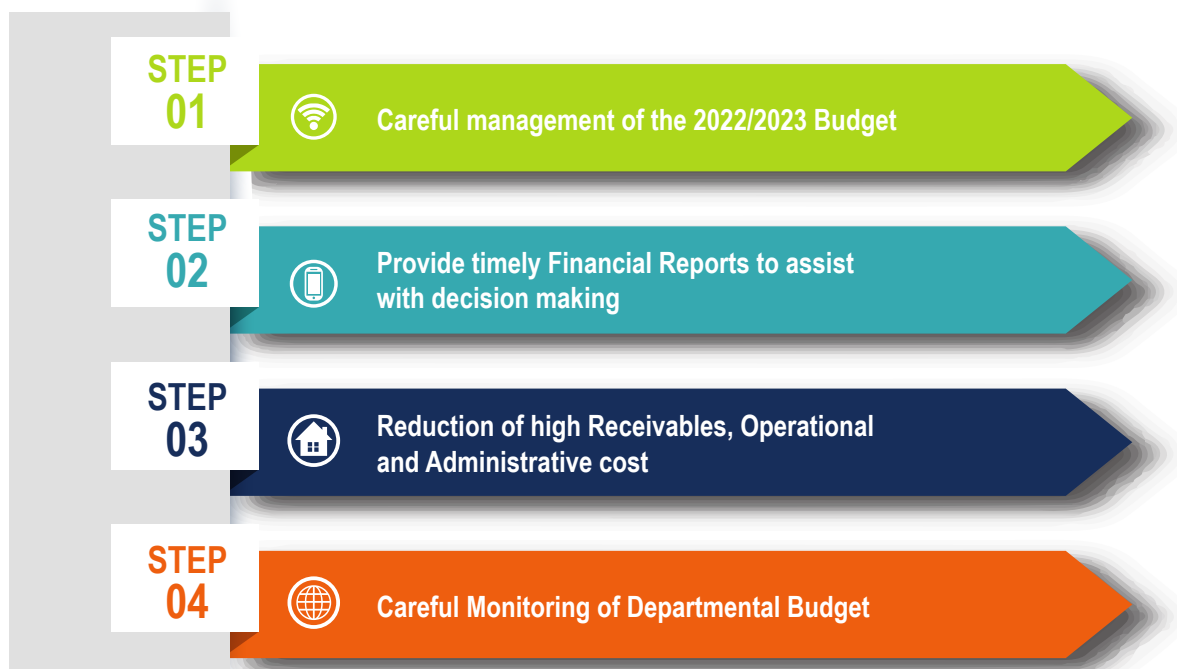 STEP
01
Careful management of the 2022/2023 Budget
STEP
02
Provide timely Financial Reports to assist
with decision making
STEP
03
Reduction of high Receivables, Operational
and Administrative cost
STEP
04
Careful Monitoring of Departmental Budget